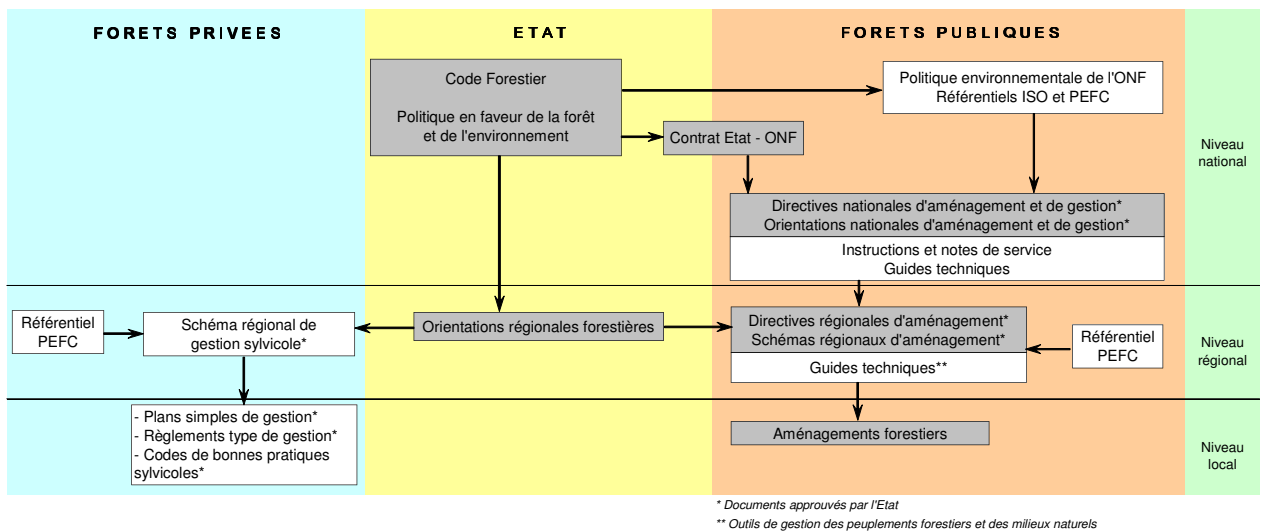 FORETS PRIVEES
ETAT
FORETS PUBLIQUES
Code Forestier
Politique en faveur de la forêt
et de l'environnement
Politique environnementale de l'ONF
Référentiels ISO et PEFC
Contrat Etat - ONF
Niveau
national
Directives nationales d'aménagement et de gestion*
Orientations nationales d'aménagement et de gestion*
Instructions et notes de service
Guides techniques
Référentiel
PEFC
Schéma régional de
gestion sylvicole*
Orientations régionales forestières
Directives régionales d'aménagement*
Schémas régionaux d'aménagement*
Guides techniques**
Référentiel
PEFC
Niveau
régional
- Plans simples de gestion*
- Règlements type de gestion*
- Codes de bonnes pratiques
sylvicoles*
Aménagements forestiers
Niveau
local
* Documents approuvés par l'Etat
** Outils de gestion des peuplements forestiers et des milieux naturels